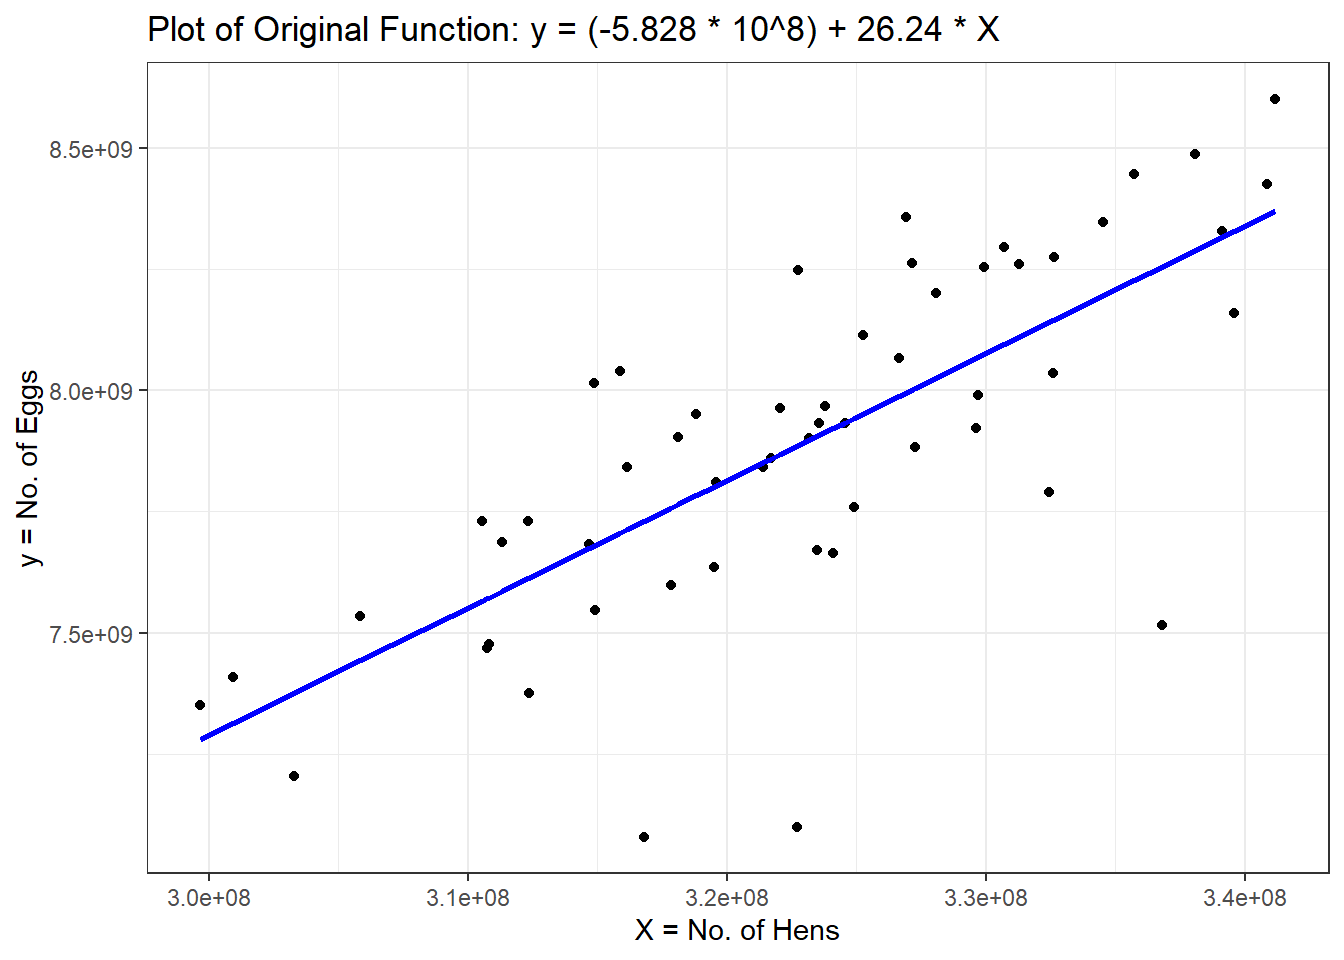 Plot of Original Function: y = (-5.828 * 10^8) + 26.24 * X
8.5e+09
8.0e+09
7.5e+09
y = No. of Eggs
3.0e+08 3.1e+08 3.2e+08 3.3e+08 3.4e+08
X = No. of Hens